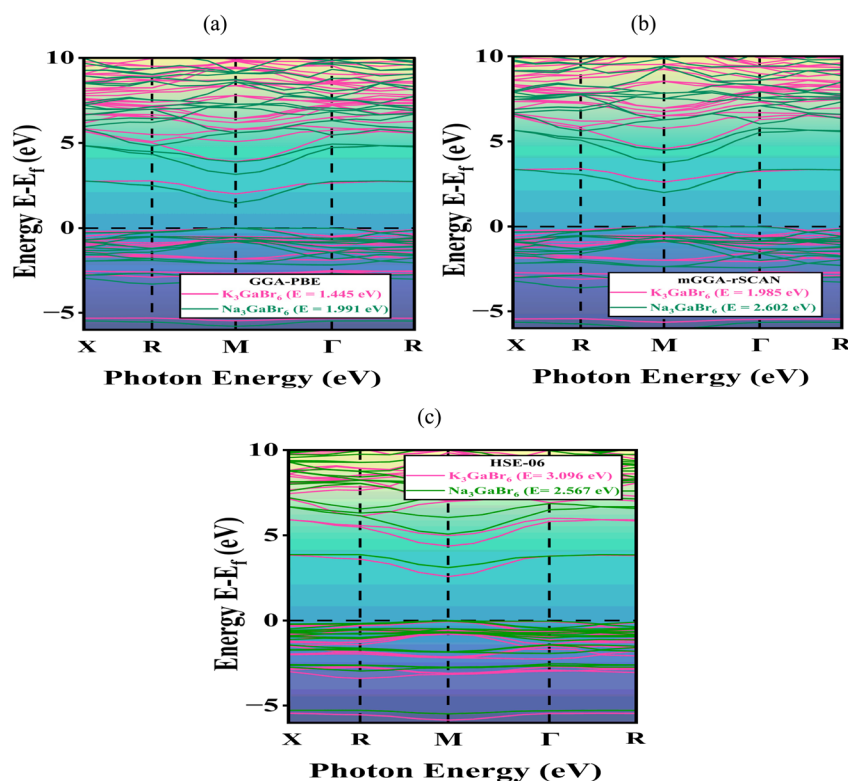 (a)
(b)
10
5
0
−5
Energy E-E_f (eV)
GGA-PBE
K₃GaBr₆ (E = 1.445 eV)
Na₃GaBr₆ (E = 1.991 eV)
X R M Γ R
Photon Energy (eV)
10
5
0
−5
Energy E-E_f (eV)
mGGA-rSCAN
K₃GaBr₆ (E = 1.985 eV)
Na₃GaBr₆ (E = 2.602 eV)
X R M Γ R
Photon Energy (eV)
(c)
10
5
0
−5
Energy E-E_f (eV)
HSE-06
K₃GaBr₆ (E= 3.096 eV)
Na₃GaBr₆ (E= 2.567 eV)
X R M Γ R
Photon Energy (eV)